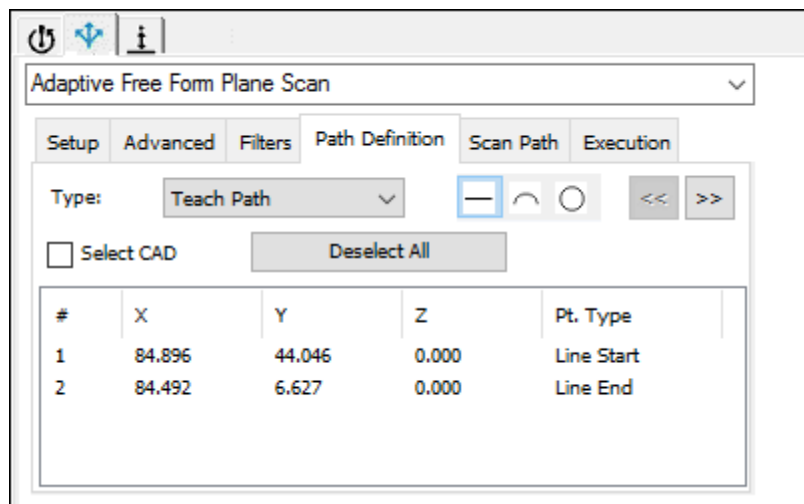 Adaptive Free Form Plane Scan
Setup Advanced Filters Path Definition Scan Path Execution
Type: Teach Path << >>
Select CAD Deselect All
# X Y Z Pt. Type
1 84.896 44.046 0.000 Line Start
2 84.492 6.627 0.000 Line End